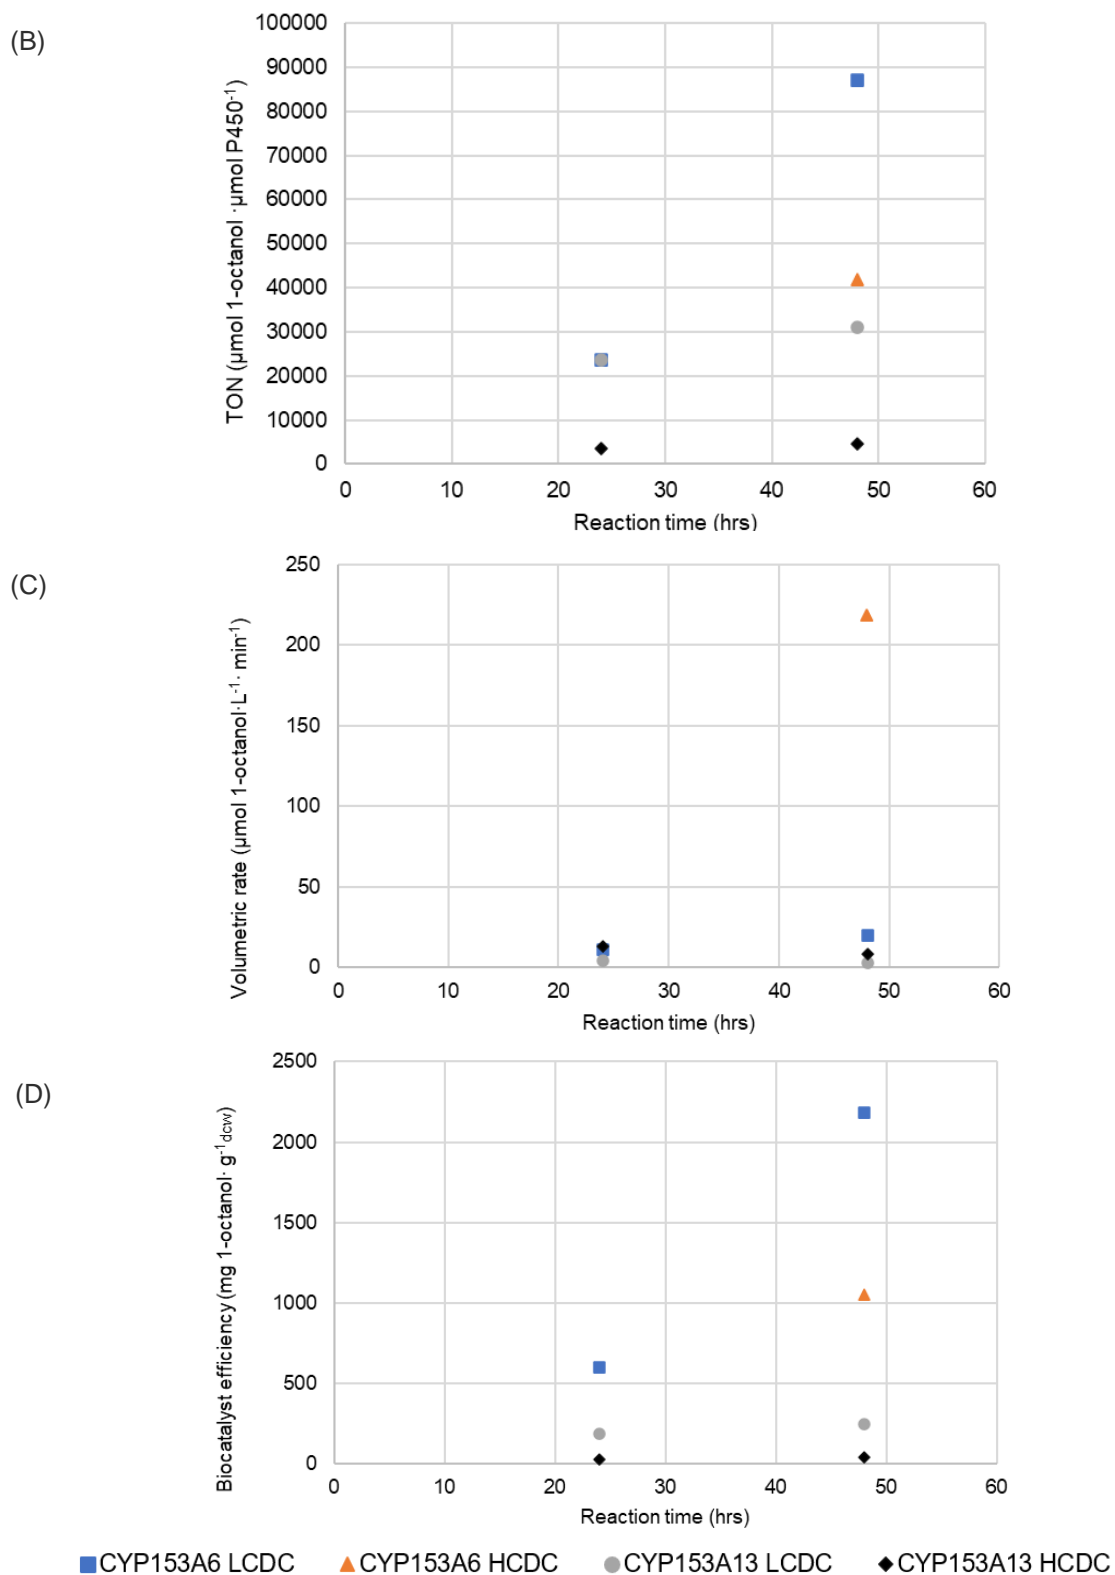 (B)
TON (µmol 1-octanol ·µmol P450⁻¹)
100000
90000
80000
70000
60000
50000
40000
30000
20000
10000
0
0 10 20 30 40 50 60
Reaction time (hrs)
(C)
Volumetric rate (µmol 1-octanol·L⁻¹· min⁻¹)
250
200
150
100
50
0
0 10 20 30 40 50 60
Reaction time (hrs)
(D)
Biocatalyst efficiency (mg 1-octanol· g⁻¹dcw)
2500
2000
1500
1000
500
0
0 10 20 30 40 50 60
Reaction time (hrs)
CYP153A6 LCDC CYP153A6 HCDC CYP153A13 LCDC CYP153A13 HCDC